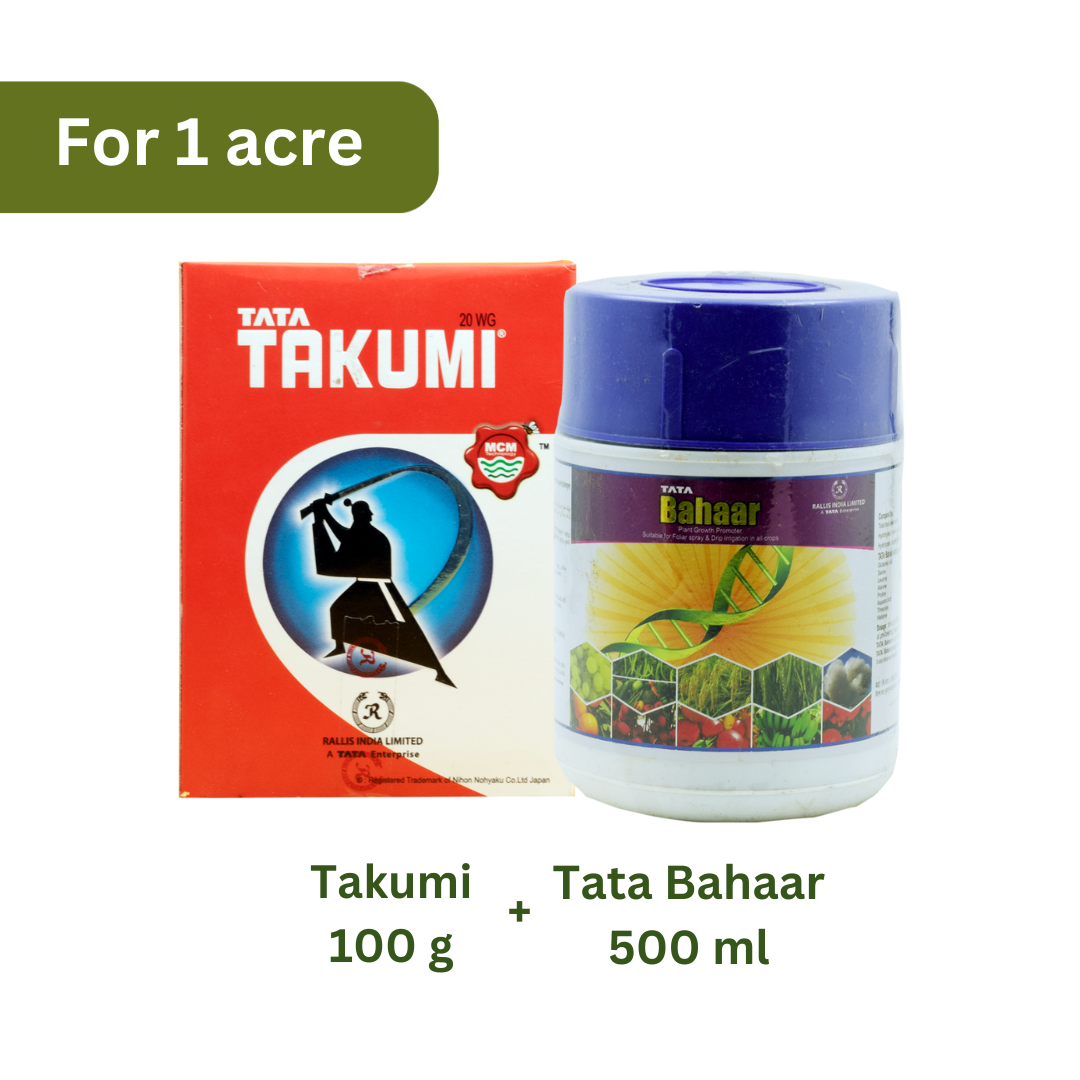 For 1 acre
TATA
20 WG
TAKUMI®
MCM
Technology
TM
RALLIS INDIA LIMITED
A TATA Enterprise
Registered Trademark of Nihon Nohyaku Co.Ltd Japan
TATA
Bahaar
Plant Growth Promoter
Suitable for Foliar spray & Drip Irrigation in all crops
RALLIS INDIA LIMITED
A TATA Enterprise
Takumi
100 g
+
Tata Bahaar
500 ml